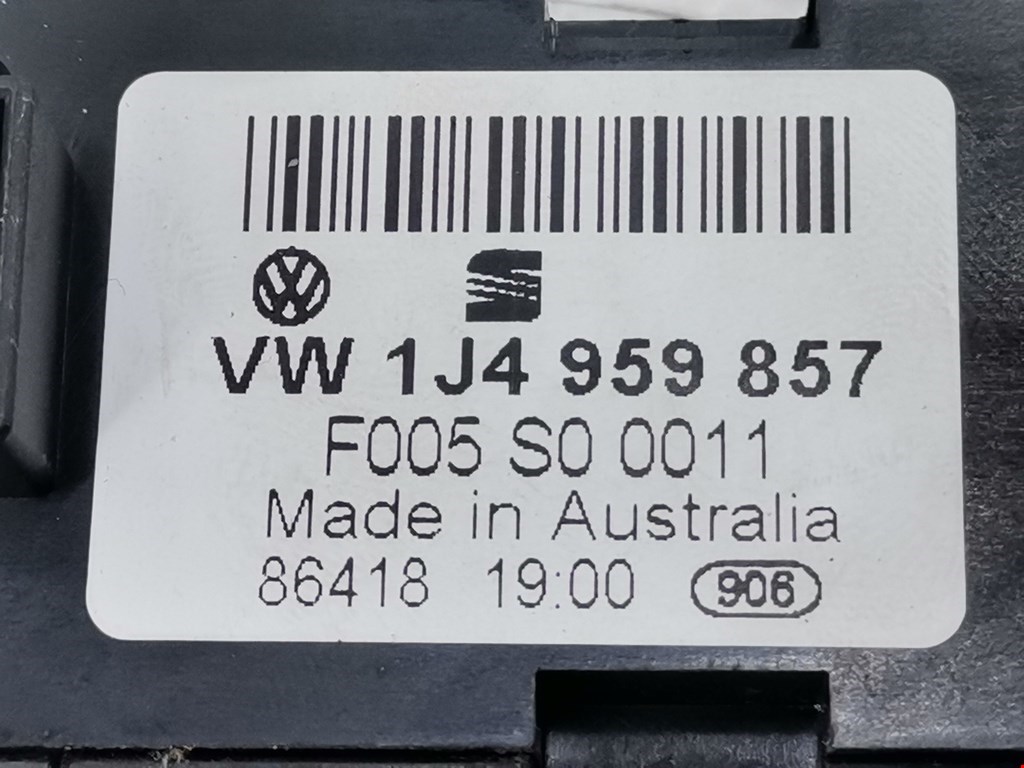 VW 1J4 959 857
F005 S0 0011
Made in Australia
86418 19:00 906